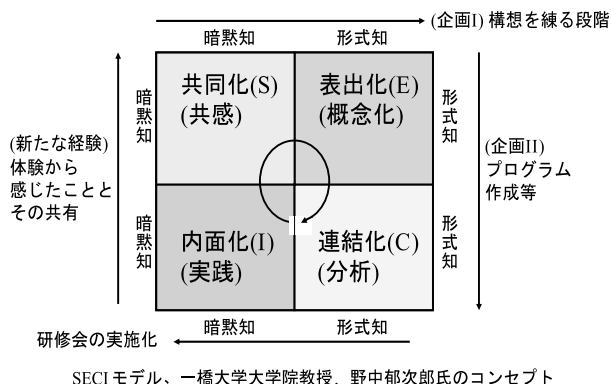 (企画I) 構想を練る段階
暗黙知 形式知
暗黙知
共同化(S)
(共感)
表出化(E)
(概念化)
形式知
(新たな経験)
体験から
感じたことと
その共有
(企画II)
プログラム
作成等
暗黙知
内面化(I)
(実践)
連結化(C)
(分析)
形式知
暗黙知 形式知
研修会の実施化
SECIモデル、一橋大学大学院教授、野中郁次郎氏のコンセプト